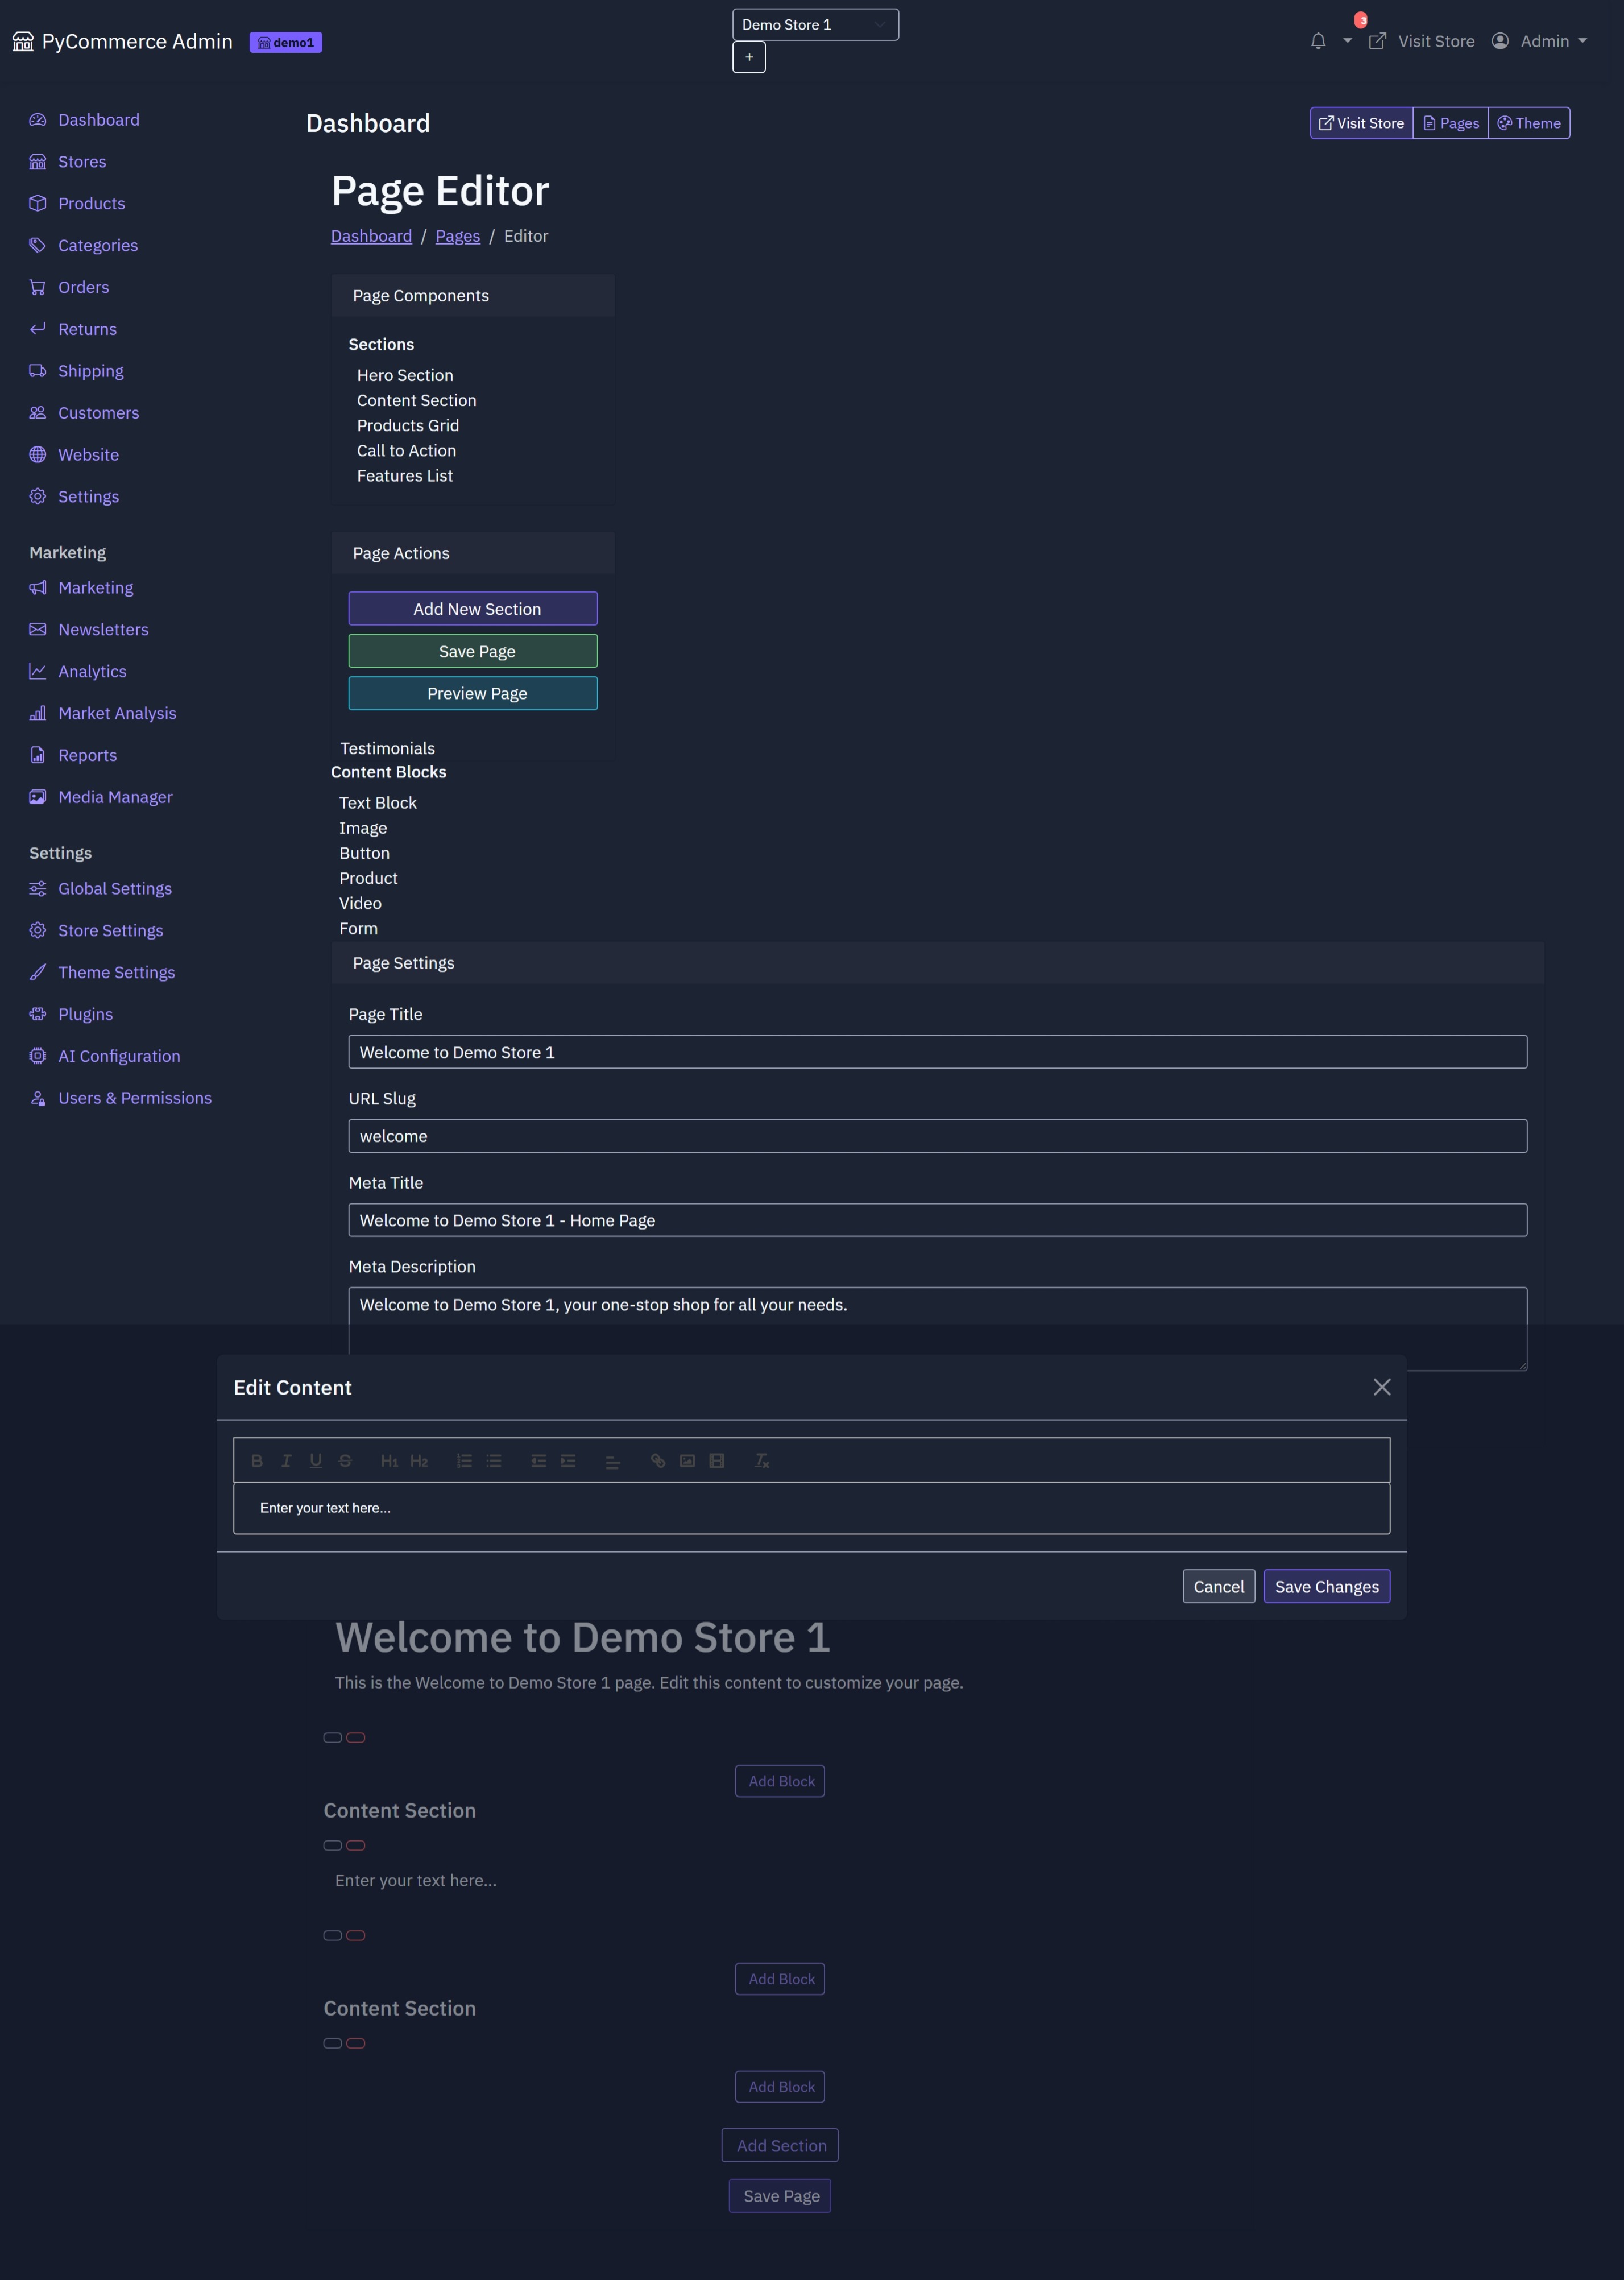 PyCommerce Admin
demo1
Demo Store 1
+
3
Visit Store
Admin
Dashboard
Stores
Products
Categories
Orders
Returns
Shipping
Customers
Website
Settings
Marketing
Marketing
Newsletters
Analytics
Market Analysis
Reports
Media Manager
Settings
Global Settings
Store Settings
Theme Settings
Plugins
AI Configuration
Users & Permissions
Dashboard
Visit Store
Pages
Theme
Page Editor
Dashboard / Pages / Editor
Page Components
Sections
Hero Section
Content Section
Products Grid
Call to Action
Features List
Page Actions
Add New Section
Save Page
Preview Page
Testimonials
Content Blocks
Text Block
Image
Button
Product
Video
Form
Page Settings
Page Title
Welcome to Demo Store 1
URL Slug
welcome
Meta Title
Welcome to Demo Store 1 - Home Page
Meta Description
Welcome to Demo Store 1, your one-stop shop for all your needs.
Edit Content
B I U S H1 H2
Enter your text here...
Cancel
Save Changes
Welcome to Demo Store 1
This is the Welcome to Demo Store 1 page. Edit this content to customize your page.
Add Block
Content Section
Enter your text here...
Add Block
Content Section
Add Block
Add Section
Save Page